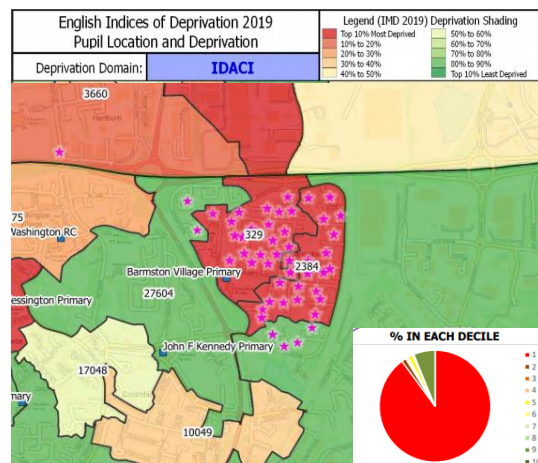 English Indices of Deprivation 2019
Pupil Location and Deprivation
Deprivation Domain: IDACI
Legend (IMD 2019) Deprivation Shading
Top 10% Most Deprived
10% to 20%
20% to 30%
30% to 40%
40% to 50%
50% to 60%
60% to 70%
70% to 80%
80% to 90%
Top 10% Least Deprived
3660
75
Washington RC
329
2384
Barmston Village Primary
27604
essington Primary
John F Kennedy Primary
17048
mary
10049
% IN EACH DECILE
1
2
3
4
5
6
7
8
9